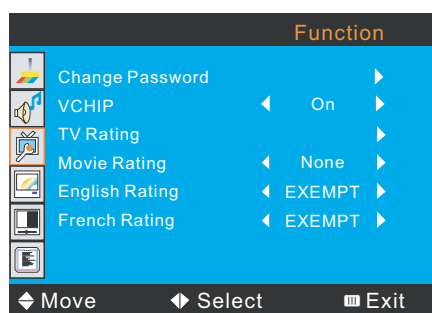 Function
Change Password
VCHIP On
TV Rating
Movie Rating None
English Rating EXEMPT
French Rating EXEMPT
Move Select Exit